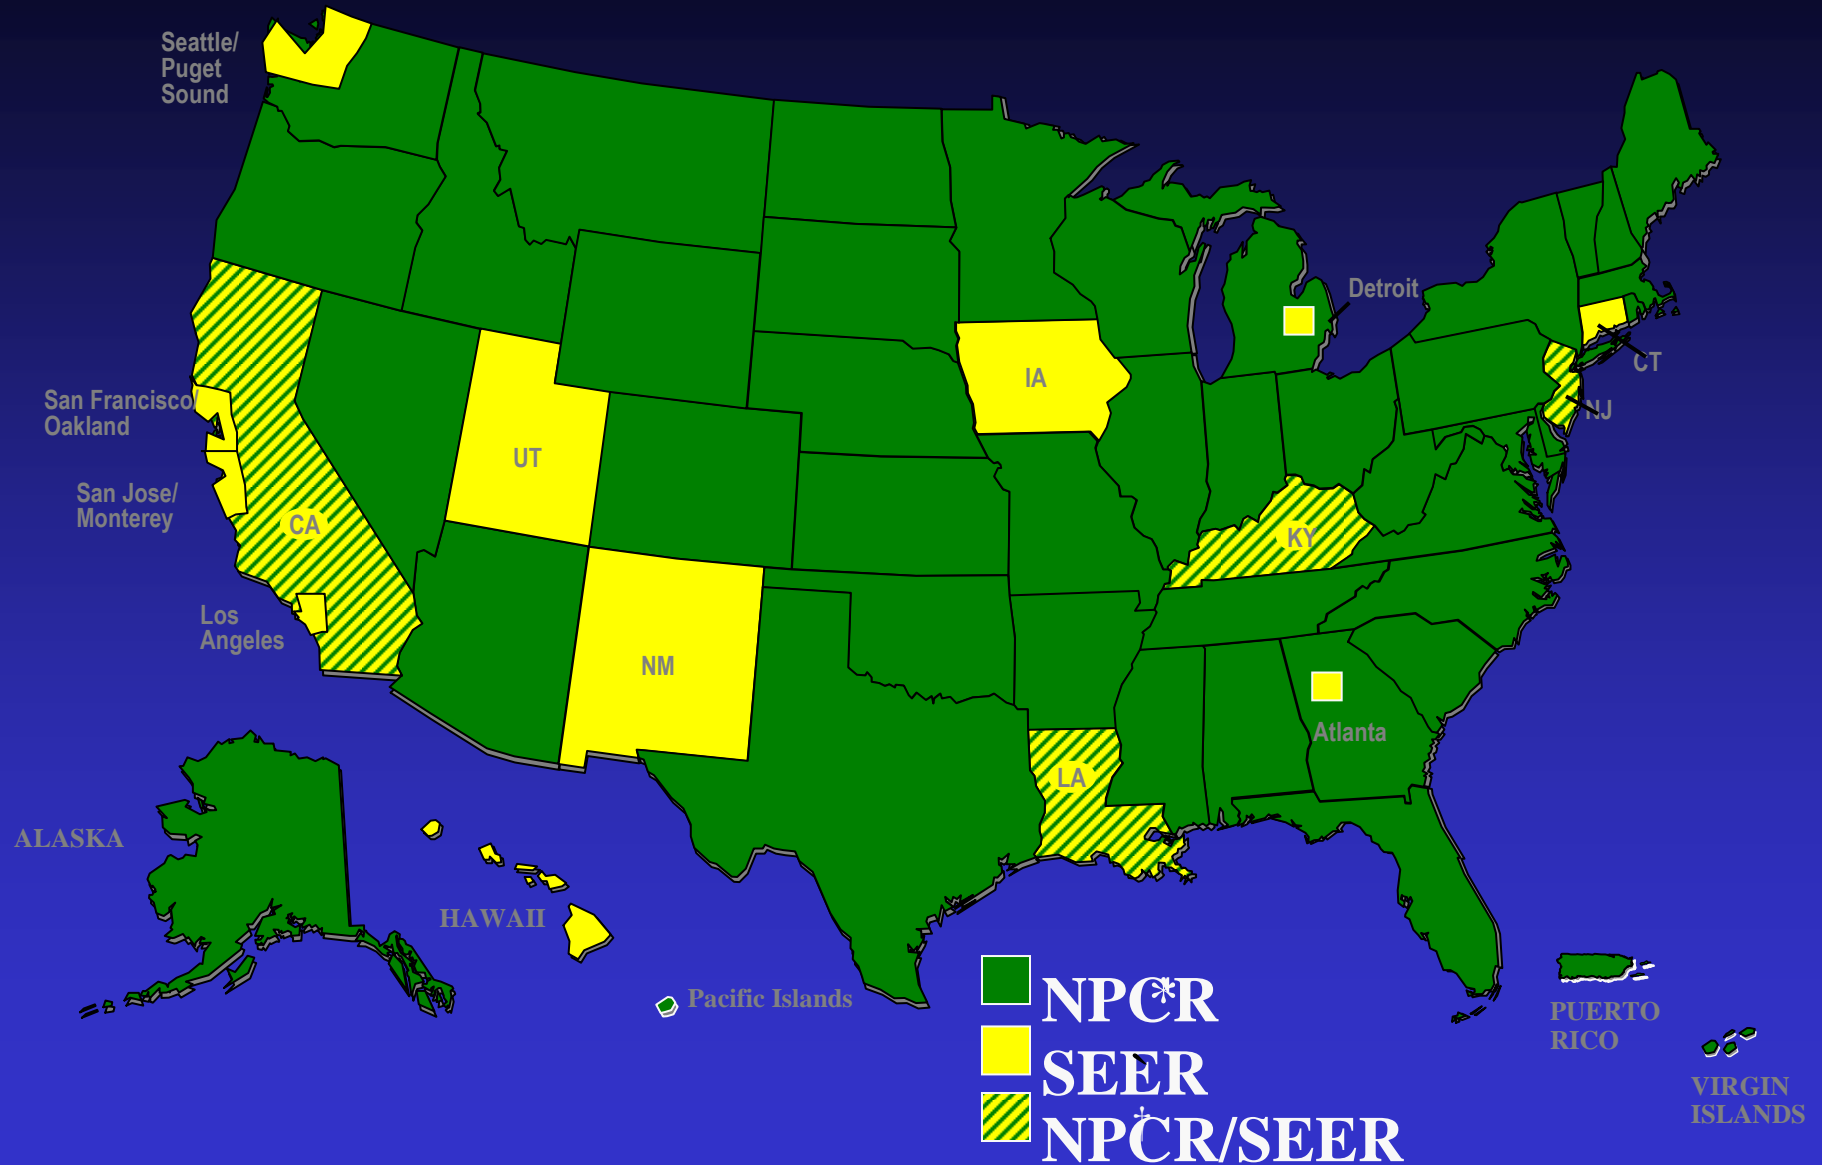 Seattle/
Puget
Sound
Detroit
CT
NJ
IA
San Francisco/
Oakland
UT
San Jose/
Monterey
CA
KY
Los
Angeles
NM
Atlanta
LA
ALASKA
HAWAII
Pacific Islands
PUERTO
RICO
VIRGIN
ISLANDS
NPCR*
SEER
NPCR/SEER†